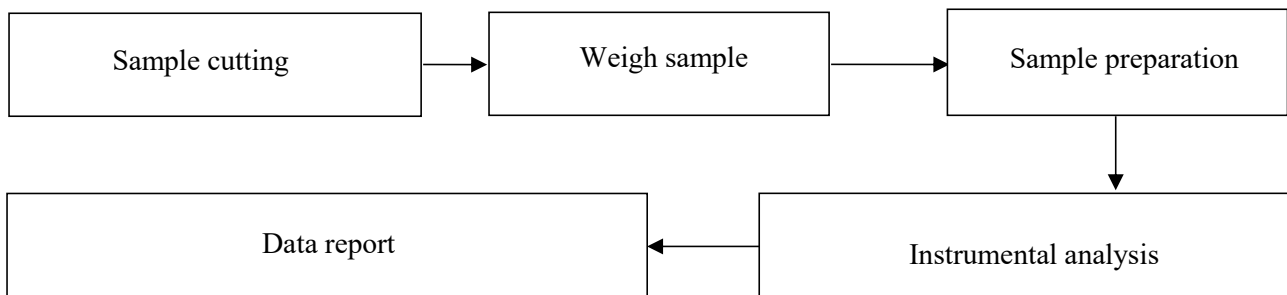 Sample cutting
Weigh sample
Sample preparation
Instrumental analysis
Data report